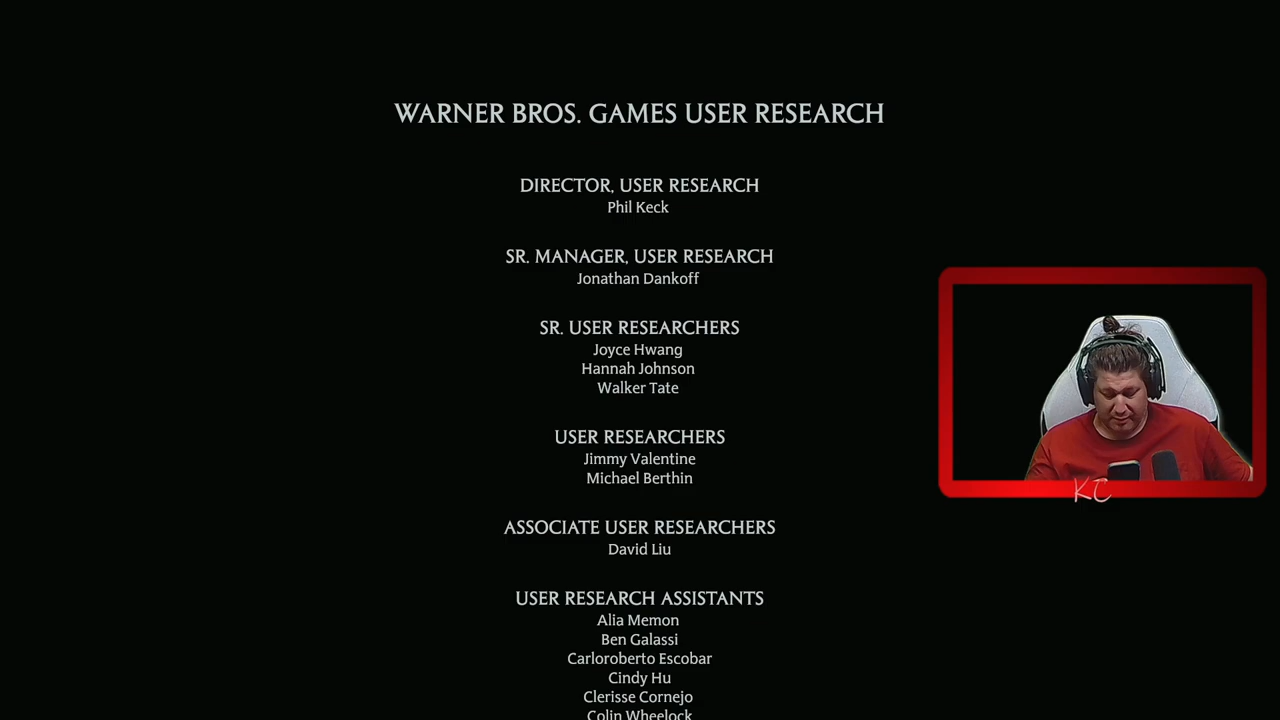 WARNER BROS. GAMES USER RESEARCH
DIRECTOR, USER RESEARCH
Phil Keck
SR. MANAGER, USER RESEARCH
Jonathan Dankoff
SR. USER RESEARCHERS
Joyce Hwang
Hannah Johnson
Walker Tate
USER RESEARCHERS
Jimmy Valentine
Michael Berthin
ASSOCIATE USER RESEARCHERS
David Liu
USER RESEARCH ASSISTANTS
Alia Memon
Ben Galassi
Carloroberto Escobar
Cindy Hu
Clerisse Cornejo
Colin Wheelock
KC